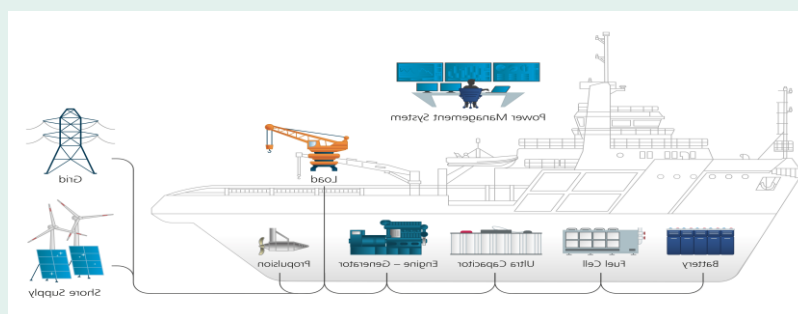 Power Management System
Grid
Load
Shore Supply
Propulsion
Engine – Generator
Ultra Capacitor
Fuel Cell
Battery